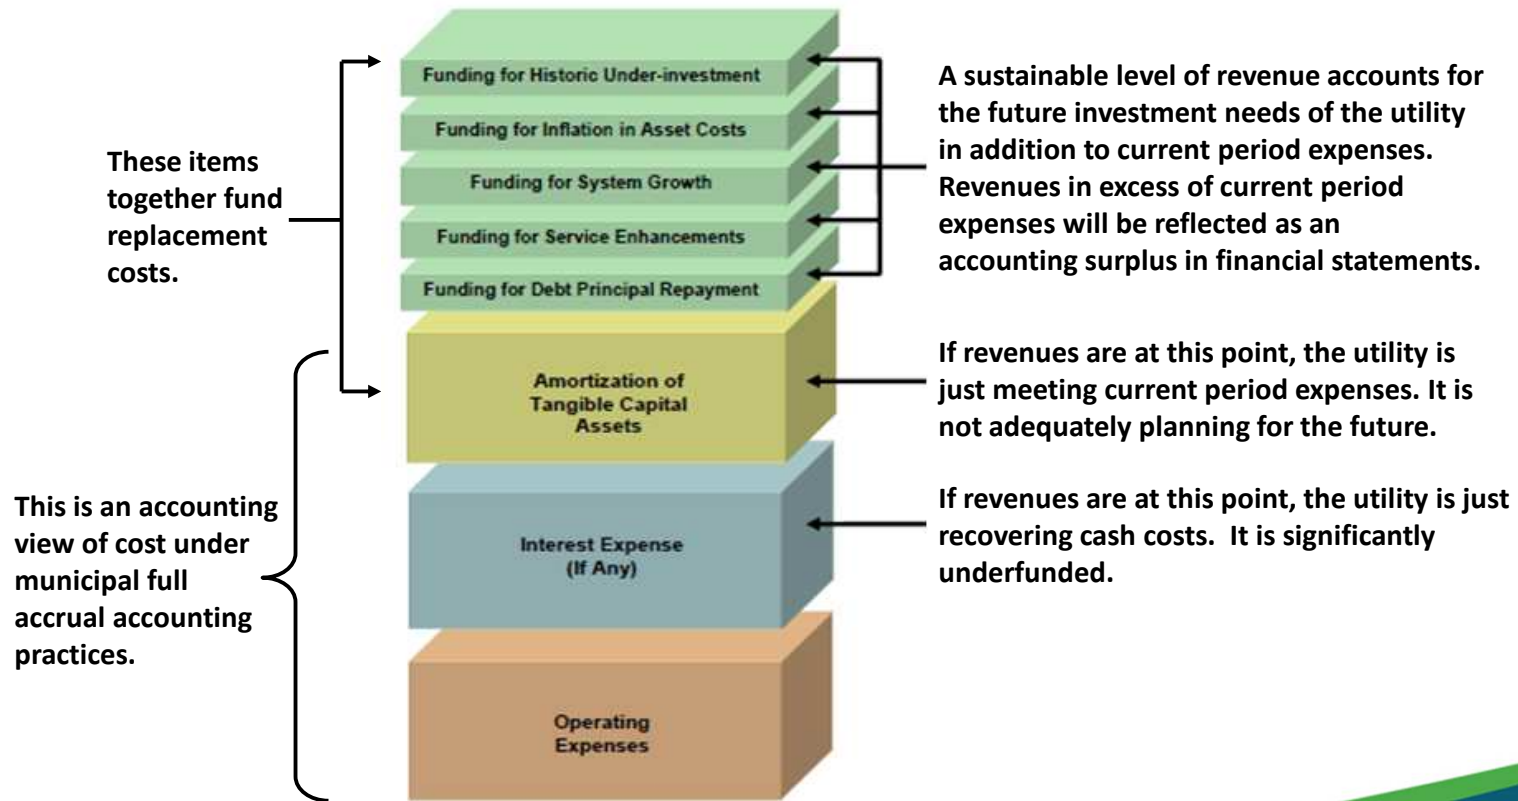 These items
together fund
replacement
costs.
This is an accounting
view of cost under
municipal full
accrual accounting
practices.
Funding for Historic Under-investment
Funding for Inflation in Asset Costs
Funding for System Growth
Funding for Service Enhancements
Funding for Debt Principal Repayment
Amortization of
Tangible Capital
Assets
Interest Expense
(If Any)
Operating
Expenses
A sustainable level of revenue accounts for
the future investment needs of the utility
in addition to current period expenses.
Revenues in excess of current period
expenses will be reflected as an
accounting surplus in financial statements.
If revenues are at this point, the utility is
just meeting current period expenses. It is
not adequately planning for the future.
If revenues are at this point, the utility is just
recovering cash costs.  It is significantly
underfunded.